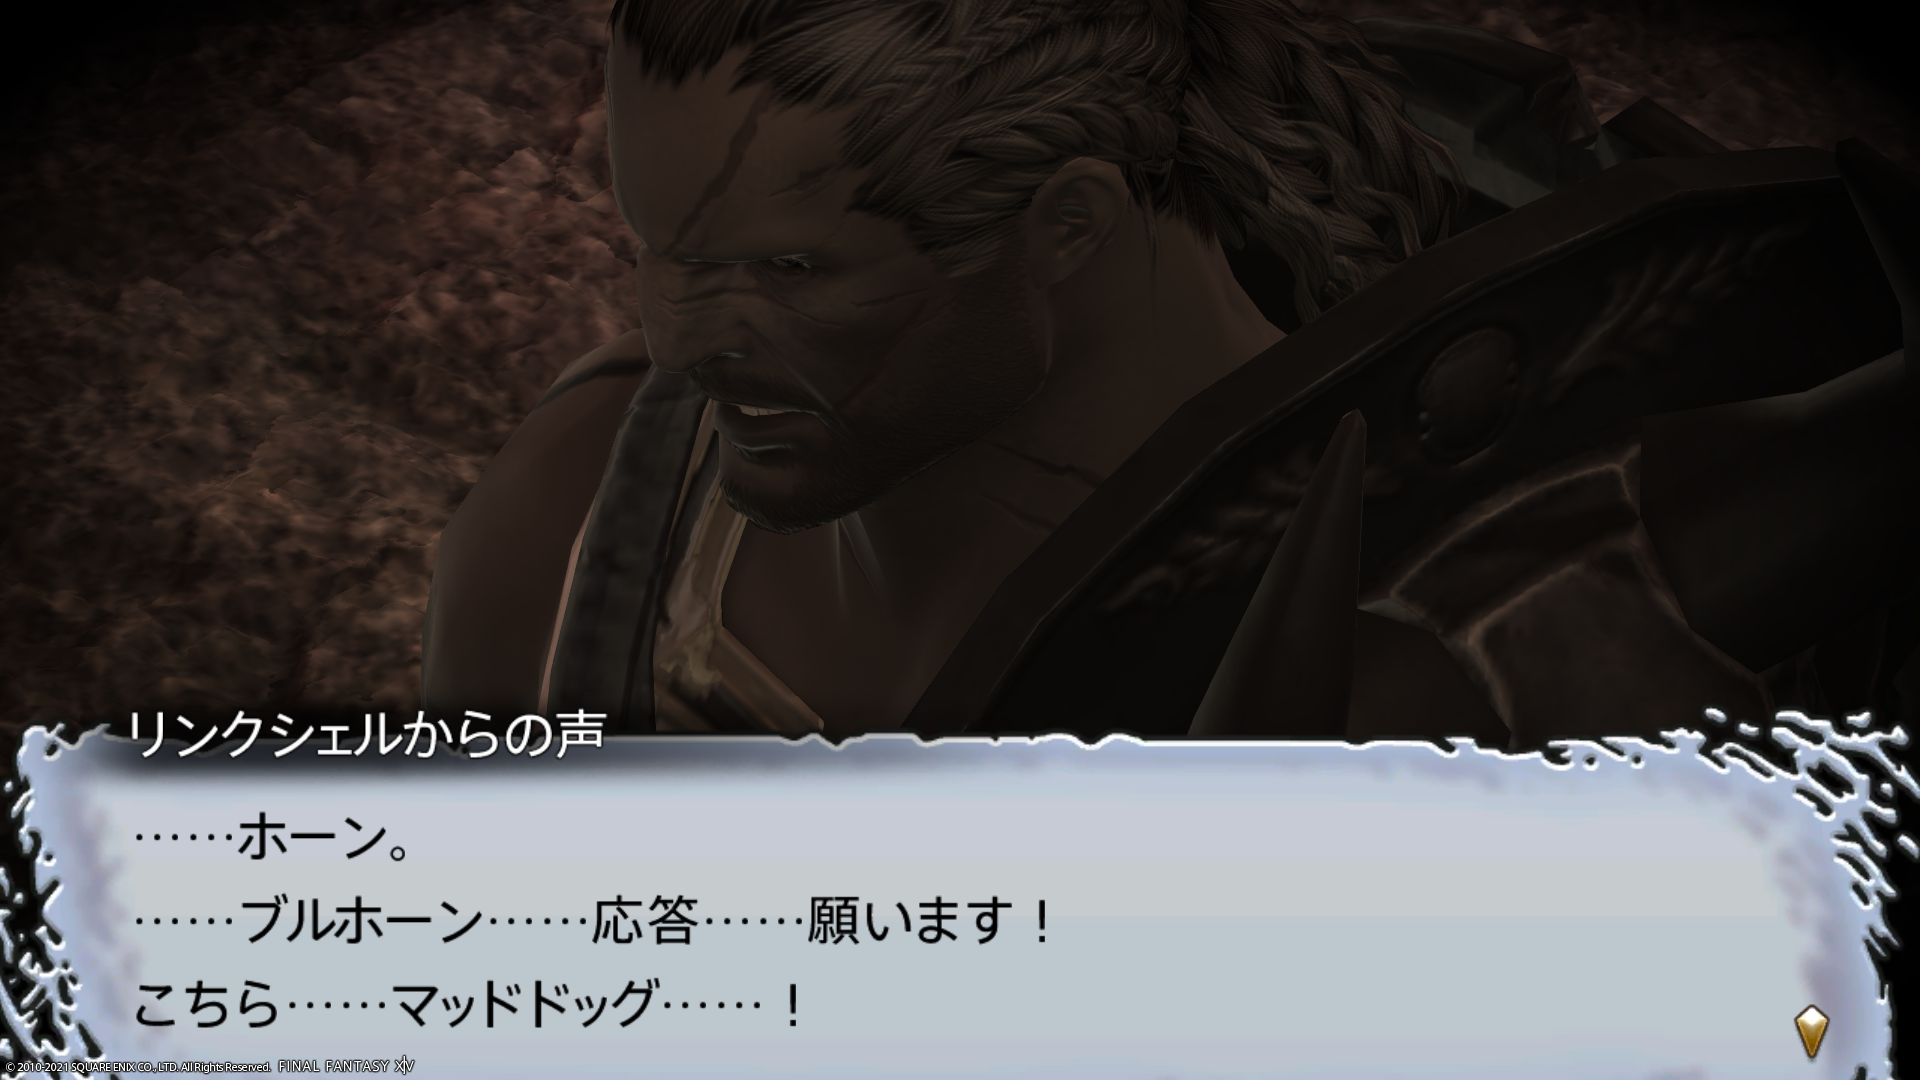 リンクシェルからの声
……ホーン。
……ブルホーン……応答……願います！
こちら……マッドドッグ……！
© 2010-2021 SQUARE ENIX CO., LTD. All Rights Reserved. FINAL FANTASY XIV